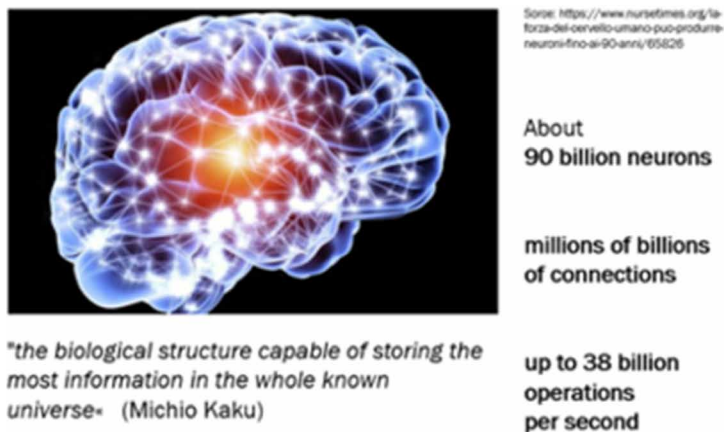 Soroe: https://www.nursetimes.org/la-
forza-del-cervello-umano-puo-produrre-
neuroni-fino-ai-90-anni/65826
About
90 billion neurons
millions of billions
of connections
up to 38 billion
operations
per second
"the biological structure capable of storing the
most information in the whole known
universe« (Michio Kaku)